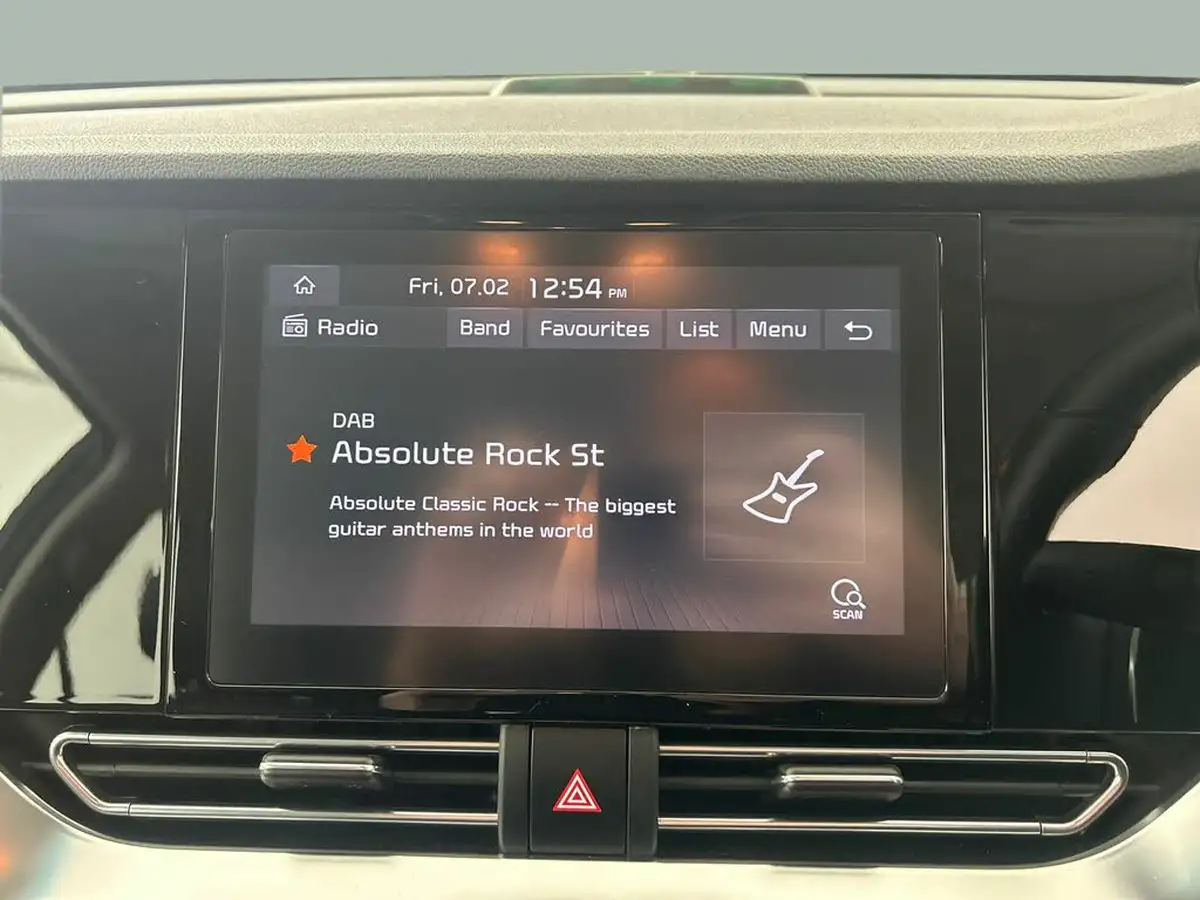 Fri, 07.02 12:54 PM
Radio Band Favourites List Menu
DAB
Absolute Rock St
Absolute Classic Rock -- The biggest
guitar anthems in the world
SCAN